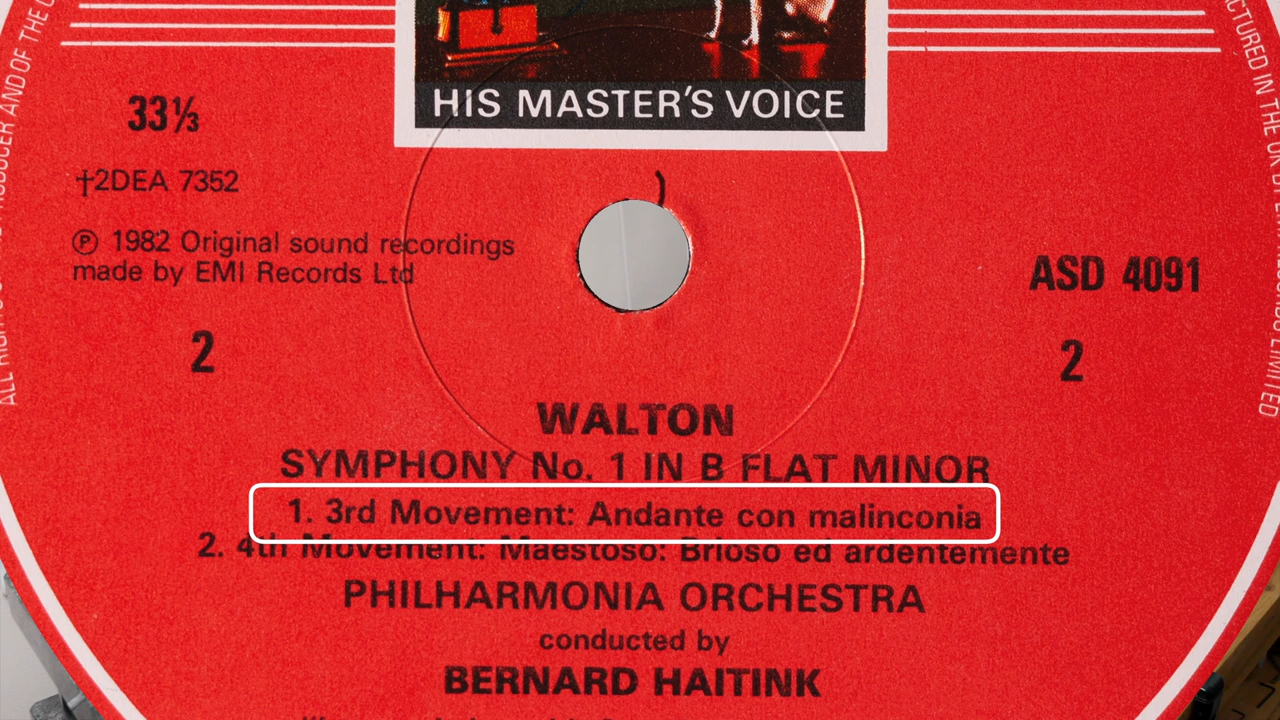 HIS MASTER'S VOICE
33⅓
†2DEA 7352
℗ 1982 Original sound recordings
made by EMI Records Ltd
ASD 4091
2
2
WALTON
SYMPHONY No. 1 IN B FLAT MINOR
1. 3rd Movement: Andante con malinconia
2. 4th Movement: Maestoso: Brioso ed ardentemente
PHILHARMONIA ORCHESTRA
conducted by
BERNARD HAITINK